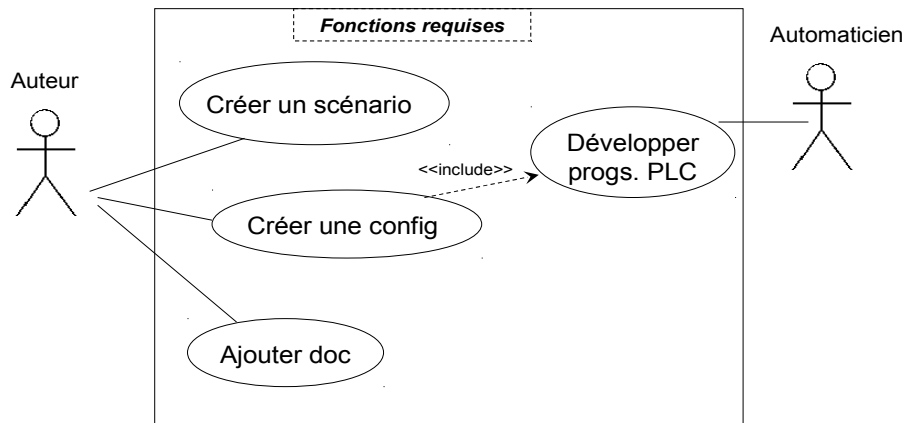 Fonctions requises
Automaticien
Auteur
Créer un scénario
Développer
progs. PLC
<<include>>
Créer une config
Ajouter doc